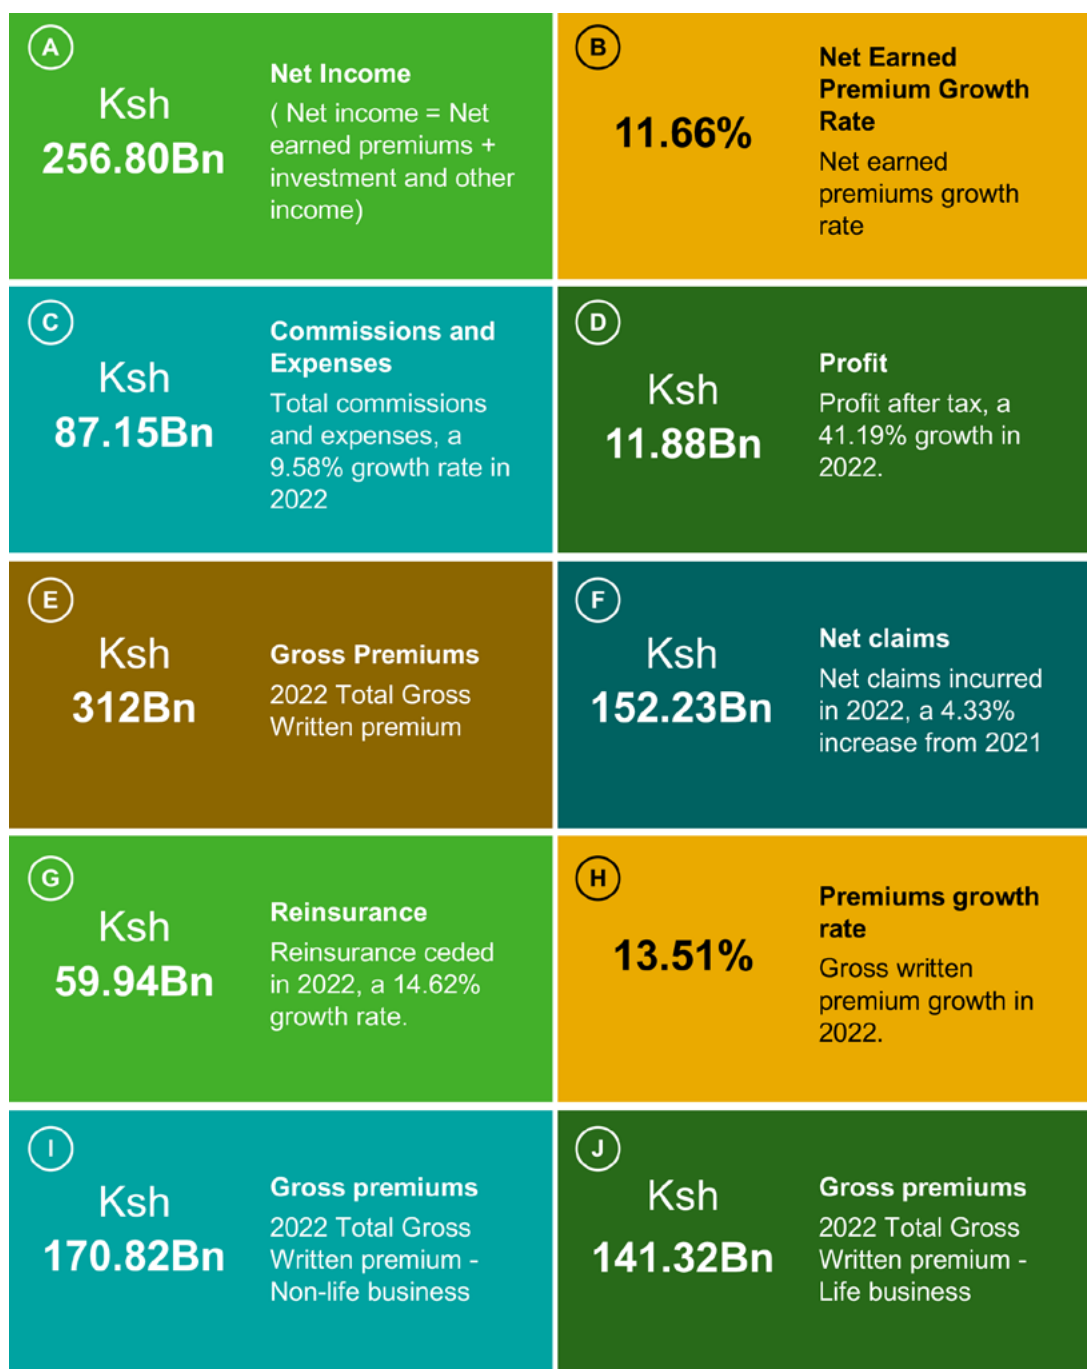 A
Ksh
256.80Bn
Net Income
( Net income = Net
earned premiums +
investment and other
income)
B
11.66%
Net Earned
Premium Growth
Rate
Net earned
premiums growth
rate
C
Ksh
87.15Bn
Commissions and
Expenses
Total commissions
and expenses, a
9.58% growth rate in
2022
D
Ksh
11.88Bn
Profit
Profit after tax, a
41.19% growth in
2022.
E
Ksh
312Bn
Gross Premiums
2022 Total Gross
Written premium
F
Ksh
152.23Bn
Net claims
Net claims incurred
in 2022, a 4.33%
increase from 2021
G
Ksh
59.94Bn
Reinsurance
Reinsurance ceded
in 2022, a 14.62%
growth rate.
H
13.51%
Premiums growth
rate
Gross written
premium growth in
2022.
I
Ksh
170.82Bn
Gross premiums
2022 Total Gross
Written premium -
Non-life business
J
Ksh
141.32Bn
Gross premiums
2022 Total Gross
Written premium -
Life business